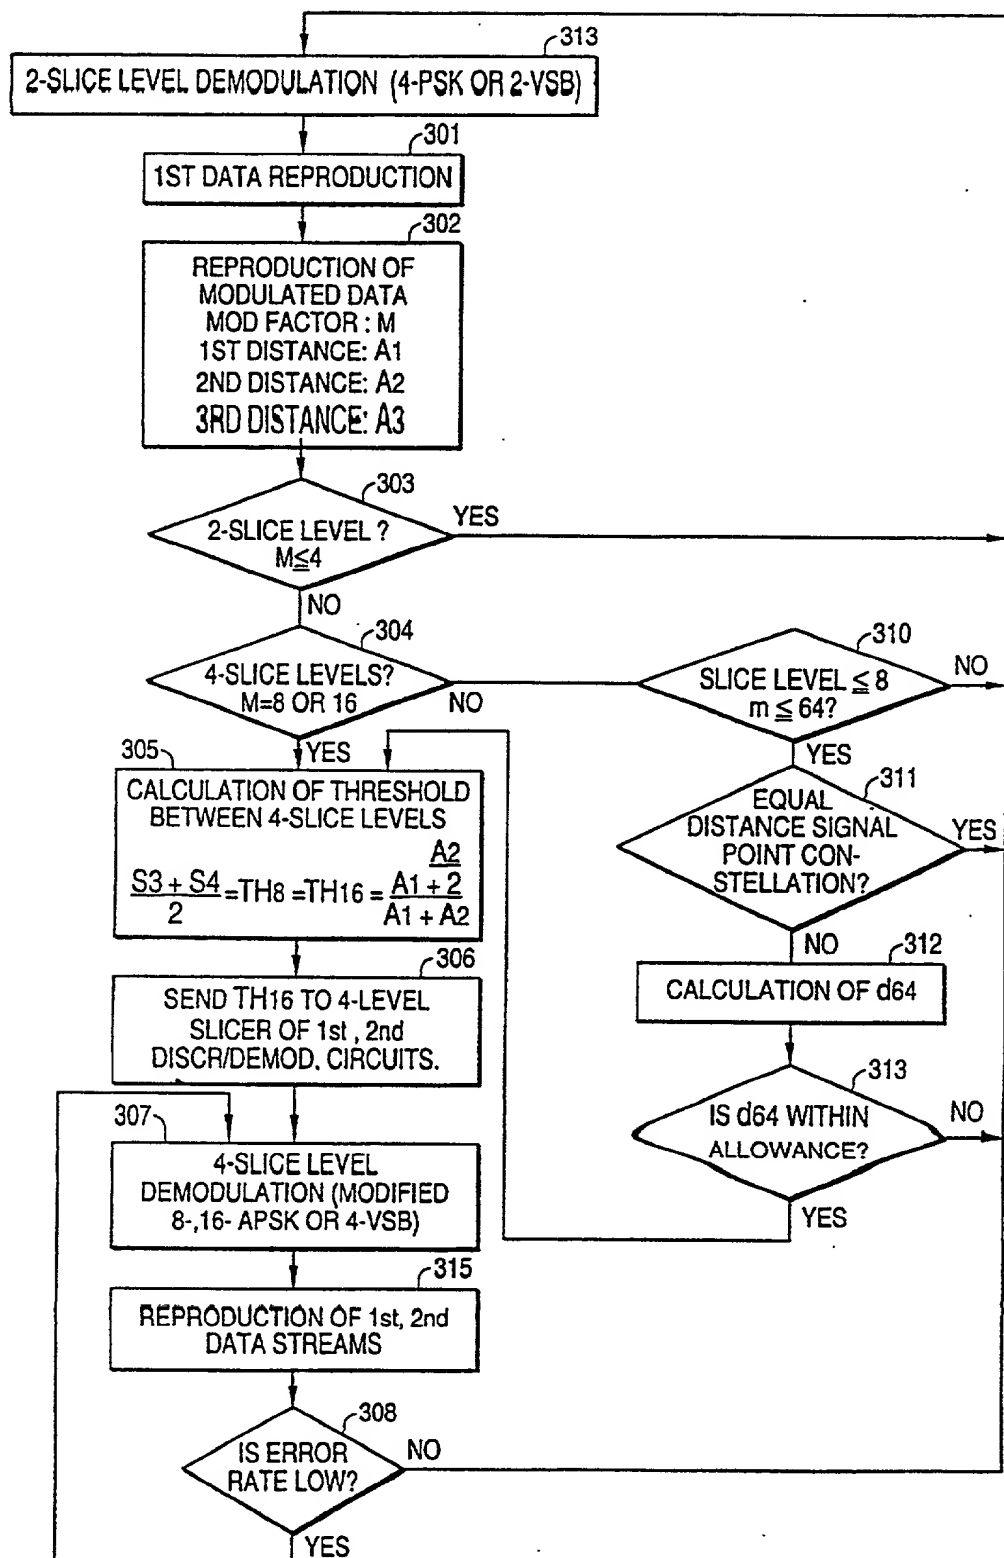 313
2-SLICE LEVEL DEMODULATION (4-PSK OR 2-VSB)
301
1ST DATA REPRODUCTION
302
REPRODUCTION OF
MODULATED DATA
MOD FACTOR : M
1ST DISTANCE: A1
2ND DISTANCE: A2
3RD DISTANCE: A3
303
2-SLICE LEVEL ?
M≦4
YES
NO
304
4-SLICE LEVELS?
M=8 OR 16
NO
YES
310
SLICE LEVEL ≦ 8
m ≦ 64?
NO
YES
305
CALCULATION OF THRESHOLD
BETWEEN 4-SLICE LEVELS
A2
S3 + S4 =TH8 =TH16 = A1 + 2
2 A1 + A2
311
EQUAL
DISTANCE SIGNAL
POINT CON-
STELLATION?
YES
NO
306
SEND TH16 TO 4-LEVEL
SLICER OF 1st , 2nd
DISCR/DEMOD. CIRCUITS.
312
CALCULATION OF d64
313
IS d64 WITHIN
ALLOWANCE?
NO
YES
307
4-SLICE LEVEL
DEMODULATION (MODIFIED
8-,16- APSK OR 4-VSB)
315
REPRODUCTION OF 1st, 2nd
DATA STREAMS
308
IS ERROR
RATE LOW?
NO
YES